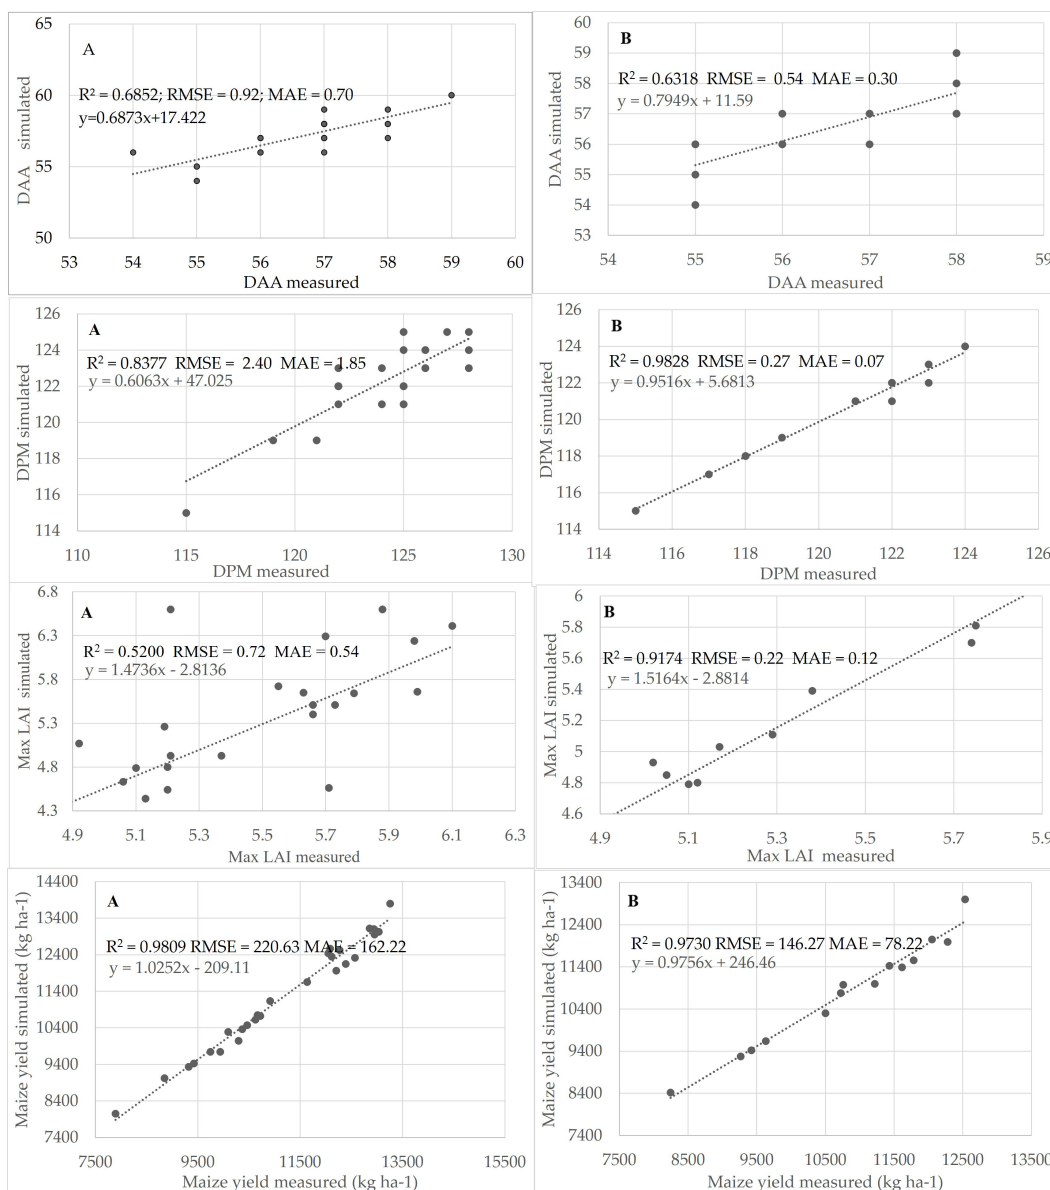 A
R² = 0.6852; RMSE = 0.92; MAE = 0.70
y=0.6873x+17.422
65
60
55
50
53 54 55 56 57 58 59 60
DAA simulated
DAA measured
B
R² = 0.6318 RMSE = 0.54 MAE = 0.30
y = 0.7949x + 11.59
60
59
58
57
56
55
54
53
54 55 56 57 58 59
DAA simulated
DAA measured
A
R² = 0.8377 RMSE = 2.40 MAE = 1.85
y = 0.6063x + 47.025
126
124
122
120
118
116
114
110 115 120 125 130
DPM simulated
DPM measured
B
R² = 0.9828 RMSE = 0.27 MAE = 0.07
y = 0.9516x + 5.6813
126
124
122
120
118
116
114
114 116 118 120 122 124 126
DPM simulated
DPM measured
A
R² = 0.5200 RMSE = 0.72 MAE = 0.54
y = 1.4736x - 2.8136
6.8
6.3
5.8
5.3
4.8
4.3
4.9 5.1 5.3 5.5 5.7 5.9 6.1 6.3
Max LAI simulated
Max LAI measured
B
R² = 0.9174 RMSE = 0.22 MAE = 0.12
y = 1.5164x - 2.8814
6
5.8
5.6
5.4
5.2
5
4.8
4.6
4.9 5.1 5.3 5.5 5.7 5.9
Max LAI simulated
Max LAI measured
A
R² = 0.9809 RMSE = 220.63 MAE = 162.22
y = 1.0252x - 209.11
14400
13400
12400
11400
10400
9400
8400
7400
7500 9500 11500 13500 15500
Maize yield simulated (kg ha-1)
Maize yield measured (kg ha-1)
B
R² = 0.9730 RMSE = 146.27 MAE = 78.22
y = 0.9756x + 246.46
13400
12400
11400
10400
9400
8400
7400
7500 8500 9500 10500 11500 12500 13500
Maize yield simulated (kg ha-1)
Maize yield measured (kg ha-1)